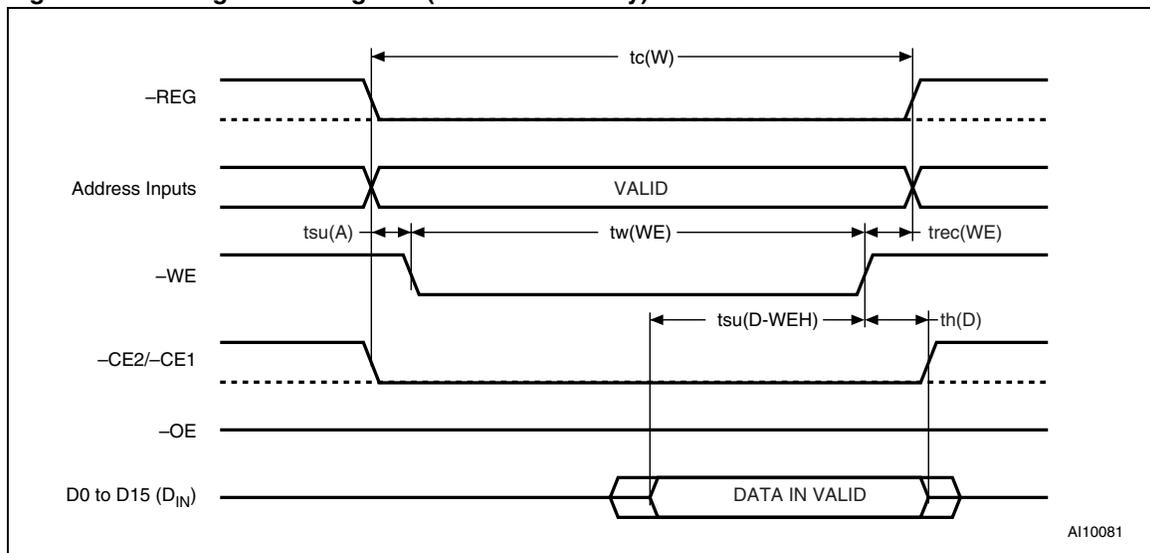 tc(W)
–REG
Address Inputs
VALID
tsu(A)
tw(WE)
trec(WE)
–WE
tsu(D-WEH)
th(D)
–CE2/–CE1
–OE
D0 to D15 (DIN)
DATA IN VALID
AI10081